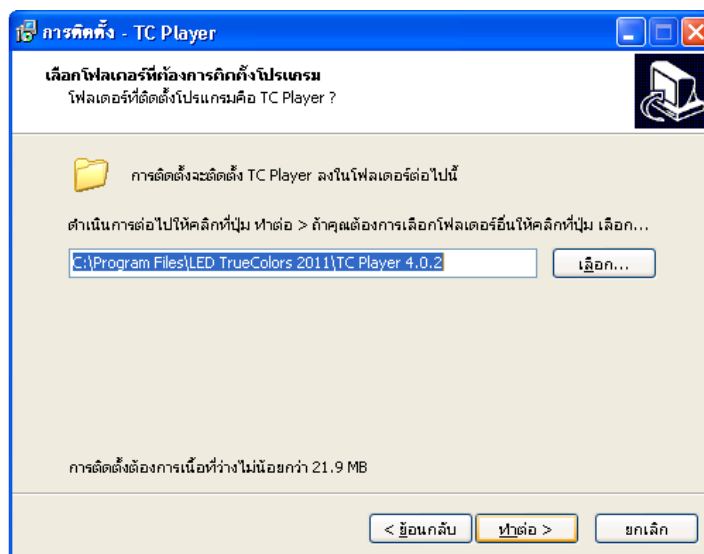 การติดตั้ง - TC Player
เลือกโฟลเดอร์ที่ต้องการติดตั้งโปรแกรม
โฟลเดอร์ที่ติดตั้งโปรแกรมคือ TC Player ?
การติดตั้งจะติดตั้ง TC Player ลงในโฟลเดอร์ต่อไปนี้
ดำเนินการต่อไปให้คลิกที่ปุ่ม ทำต่อ > ถ้าคุณต้องการเลือกโฟลเดอร์อื่นให้คลิกที่ปุ่ม เลือก...
C:\Program Files\LED TrueColors 2011\TC Player 4.0.2
เลือก...
การติดตั้งต้องการเนื้อที่ว่างไม่น้อยกว่า 21.9 MB
< ย้อนกลับ
ทำต่อ >
ยกเลิก